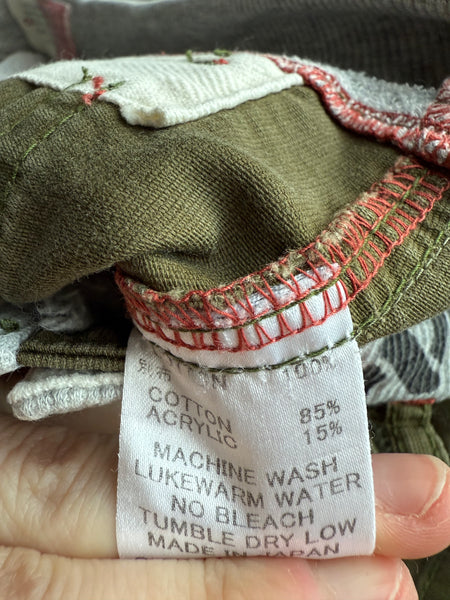 100%
COTTON 85%
ACRYLIC 15%
MACHINE WASH
LUKEWARM WATER
NO BLEACH
TUMBLE DRY LOW
MADE IN JAPAN